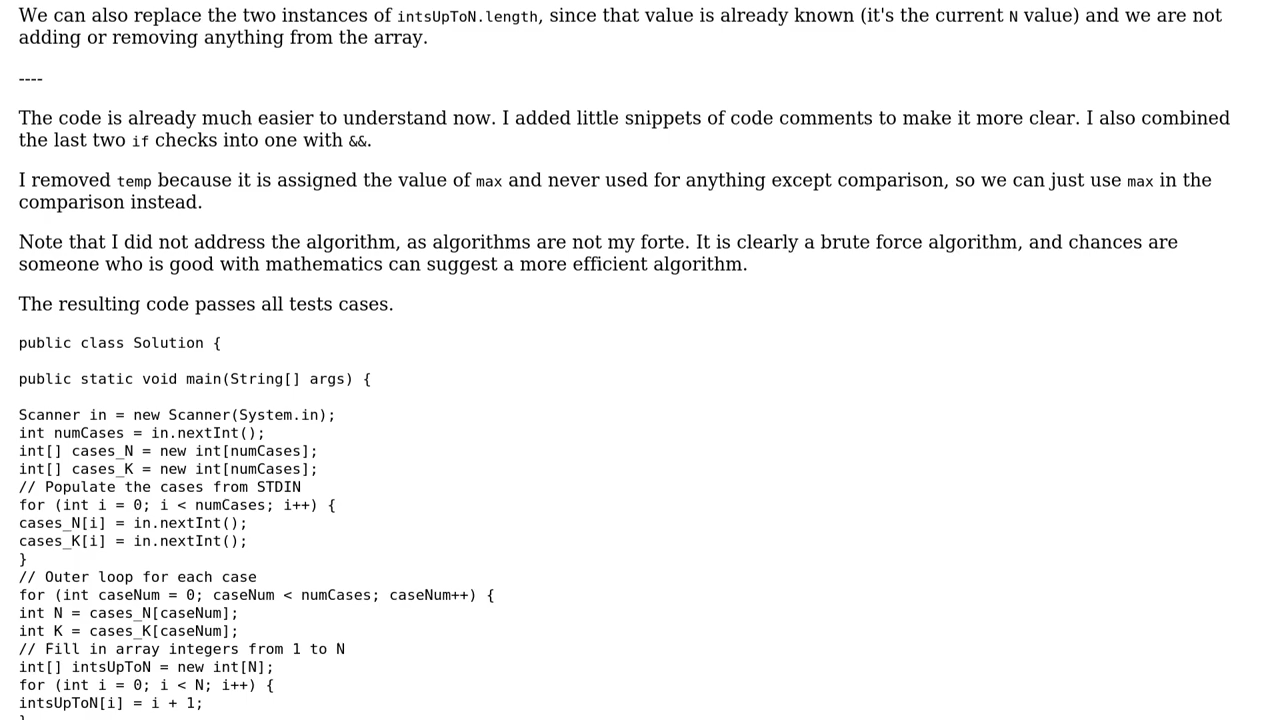 We can also replace the two instances of intsUpToN.length, since that value is already known (it's the current N value) and we are not
adding or removing anything from the array.
----
The code is already much easier to understand now. I added little snippets of code comments to make it more clear. I also combined
the last two if checks into one with &&.
I removed temp because it is assigned the value of max and never used for anything except comparison, so we can just use max in the
comparison instead.
Note that I did not address the algorithm, as algorithms are not my forte. It is clearly a brute force algorithm, and chances are
someone who is good with mathematics can suggest a more efficient algorithm.
The resulting code passes all tests cases.
public class Solution {
public static void main(String[] args) {
Scanner in = new Scanner(System.in);
int numCases = in.nextInt();
int[] cases_N = new int[numCases];
int[] cases_K = new int[numCases];
// Populate the cases from STDIN
for (int i = 0; i < numCases; i++) {
cases_N[i] = in.nextInt();
cases_K[i] = in.nextInt();
}
// Outer loop for each case
for (int caseNum = 0; caseNum < numCases; caseNum++) {
int N = cases_N[caseNum];
int K = cases_K[caseNum];
// Fill in array integers from 1 to N
int[] intsUpToN = new int[N];
for (int i = 0; i < N; i++) {
intsUpToN[i] = i + 1;
}